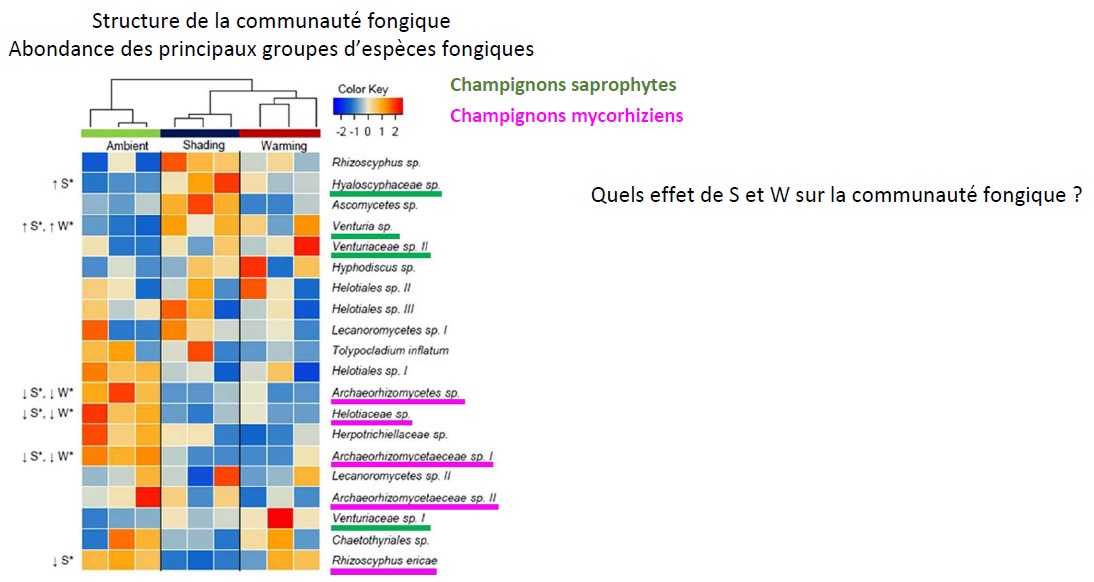 Structure de la communauté fongique
Abondance des principaux groupes d'espèces fongiques
Champignons saprophytes
Champignons mycorhiziens
Color Key
-2 -1 0 1 2
Ambient Shading Warming
Quels effet de S et W sur la communauté fongique ?
Rhizoscyphus sp.
↑ S* Hyaloscyphaceae sp.
Ascomycetes sp.
↑ S*, ↑ W* Venturia sp.
Venturiaceae sp. II
Hyphodiscus sp.
Helotiales sp. II
Helotiales sp. III
Lecanoromycetes sp. I
Tolypocladium inflatum
Helotiales sp. I
↓ S*, ↓ W* Archaeorhizomycetes sp.
↓ S*, ↓ W* Helotiaceae sp.
Herpotrichiellaceae sp.
↓ S*, ↓ W* Archaeorhizomycetaeceae sp. I
Lecanoromycetes sp. II
Archaeorhizomycetaeceae sp. II
Venturiaceae sp. I
Chaetothyriales sp.
↓ S* Rhizoscyphus ericae